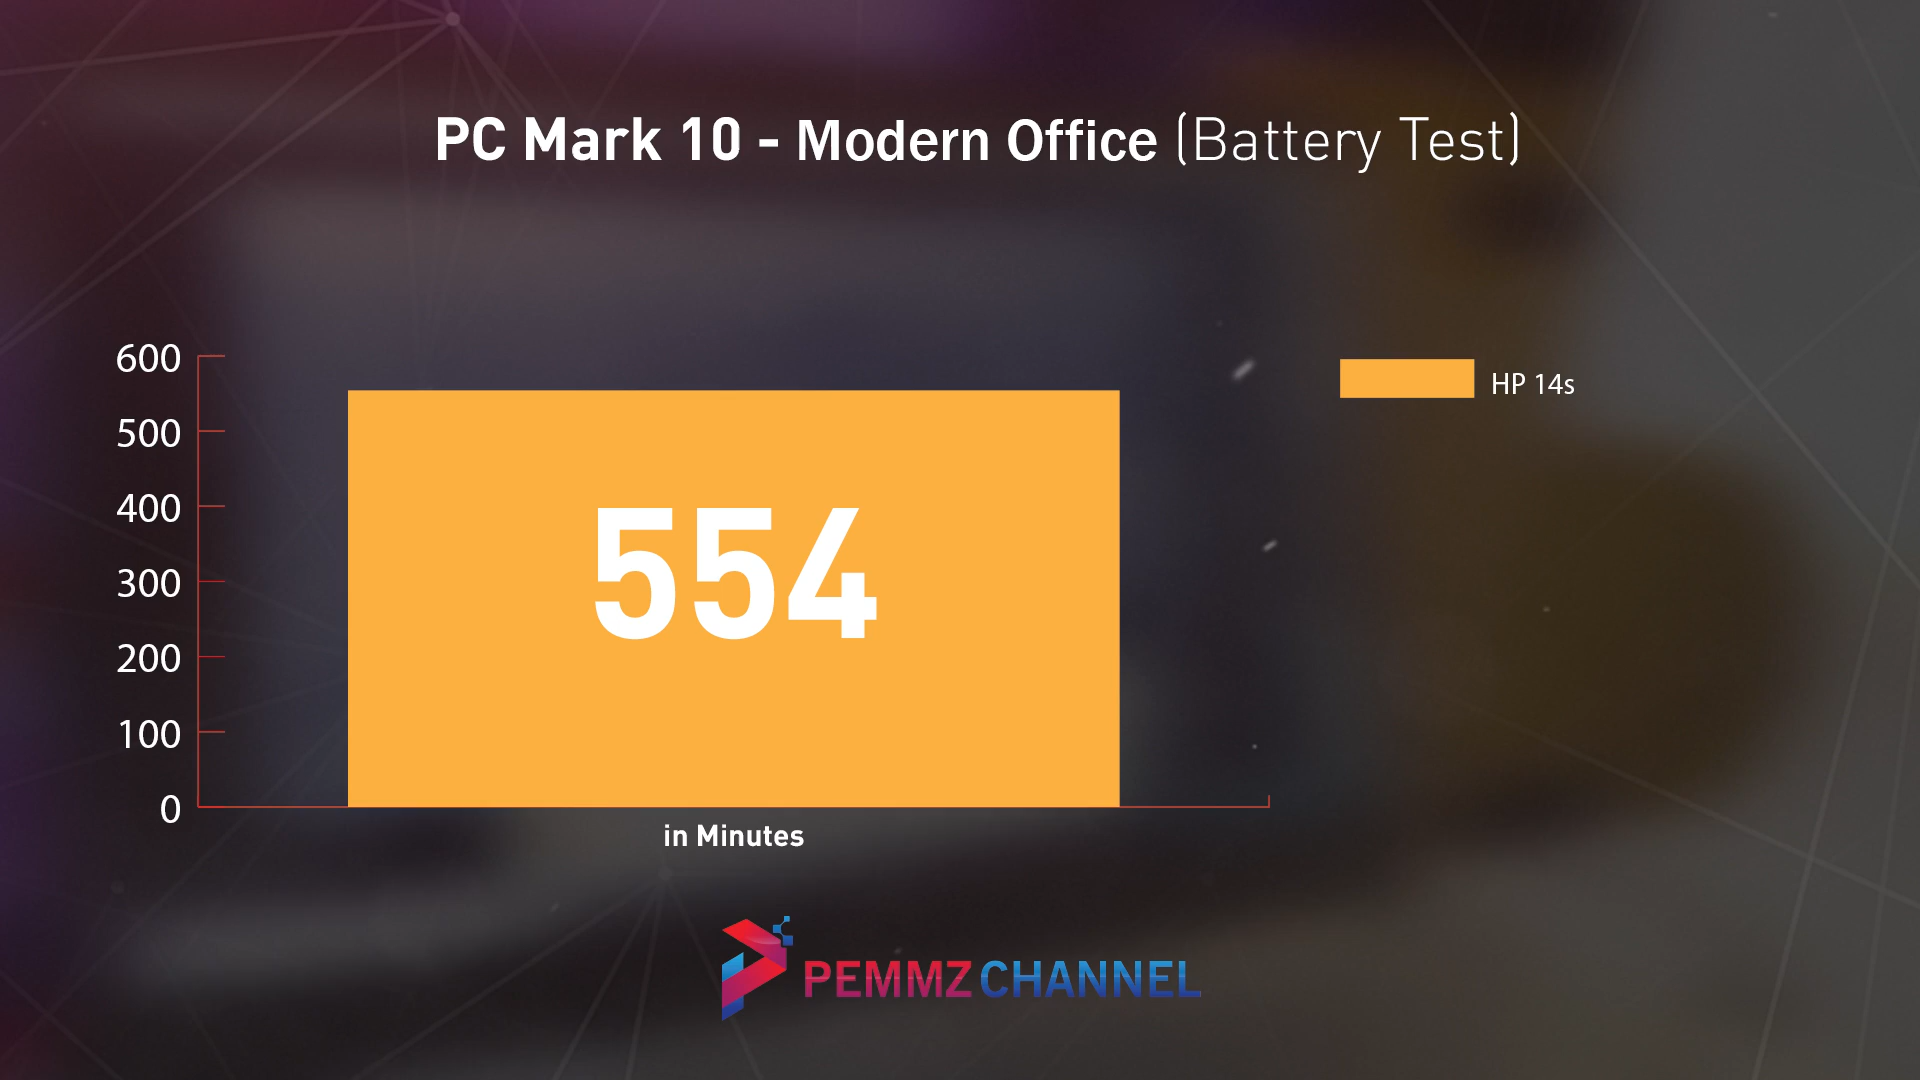 PC Mark 10 - Modern Office (Battery Test)
600
500
400
300
200
100
0
554
in Minutes
HP 14s
PEMMZ CHANNEL